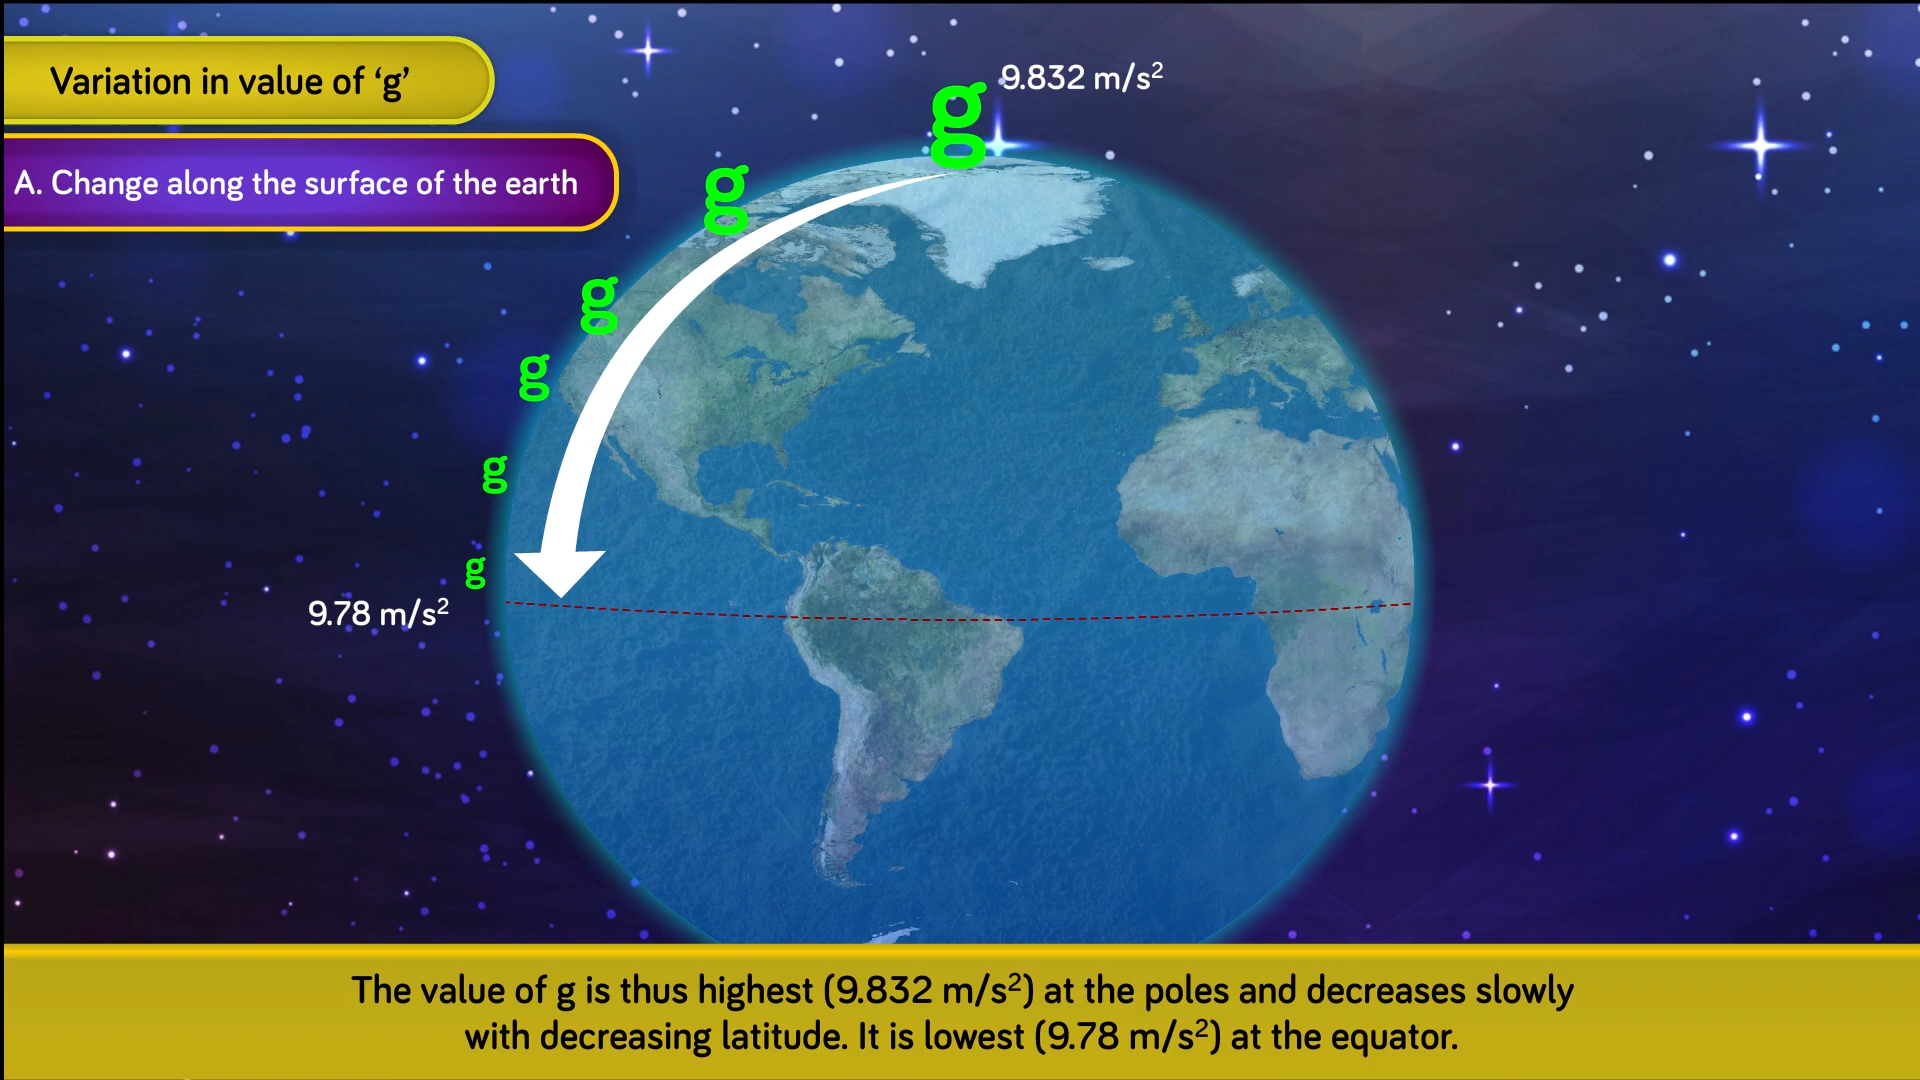 Variation in value of ‘g’
A. Change along the surface of the earth
9.832 m/s²
g
g
g
g
g
g
9.78 m/s²
The value of g is thus highest (9.832 m/s²) at the poles and decreases slowly
with decreasing latitude. It is lowest (9.78 m/s²) at the equator.